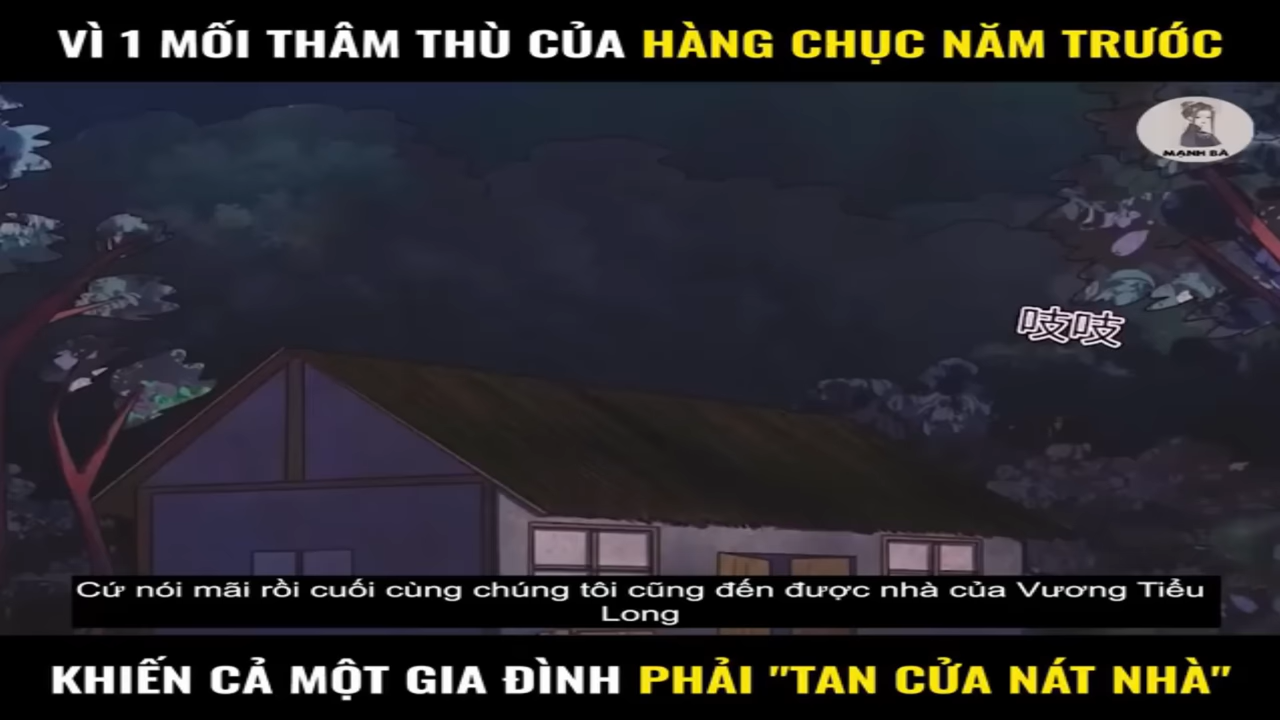 VÌ 1 MỐI THÂM THÙ CỦA HÀNG CHỤC NĂM TRƯỚC
MẠNH BÀ
吱吱
Cứ nói mãi rồi cuối cùng chúng tôi cũng đến được nhà của Vương Tiểu
Long
KHIẾN CẢ MỘT GIA ĐÌNH PHẢI "TAN CỬA NÁT NHÀ"